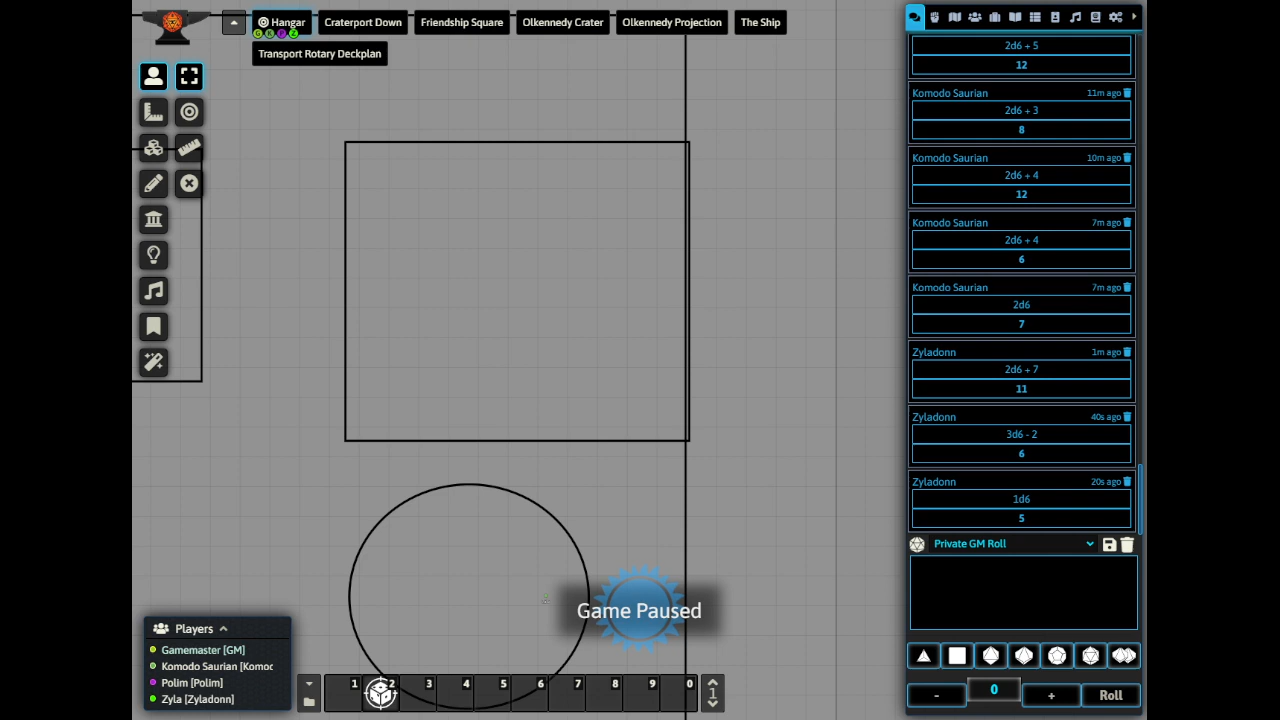 Hangar
Craterport Down
Friendship Square
Olkennedy Crater
Olkennedy Projection
The Ship
G K P Z
Transport Rotary Deckplan
2d6 + 5
12
Komodo Saurian 11m ago
2d6 + 3
8
Komodo Saurian 10m ago
2d6 + 4
12
Komodo Saurian 7m ago
2d6 + 4
6
Komodo Saurian 7m ago
2d6
7
Zyladonn 1m ago
2d6 + 7
11
Zyladonn 40s ago
3d6 - 2
6
Zyladonn 20s ago
1d6
5
Private GM Roll
Game Paused
Players
Gamemaster [GM]
Komodo Saurian [Komoc
Polim [Polim]
Zyla [Zyladonn]
1 2 3 4 5 6 7 8 9 0
1
- 0 + Roll